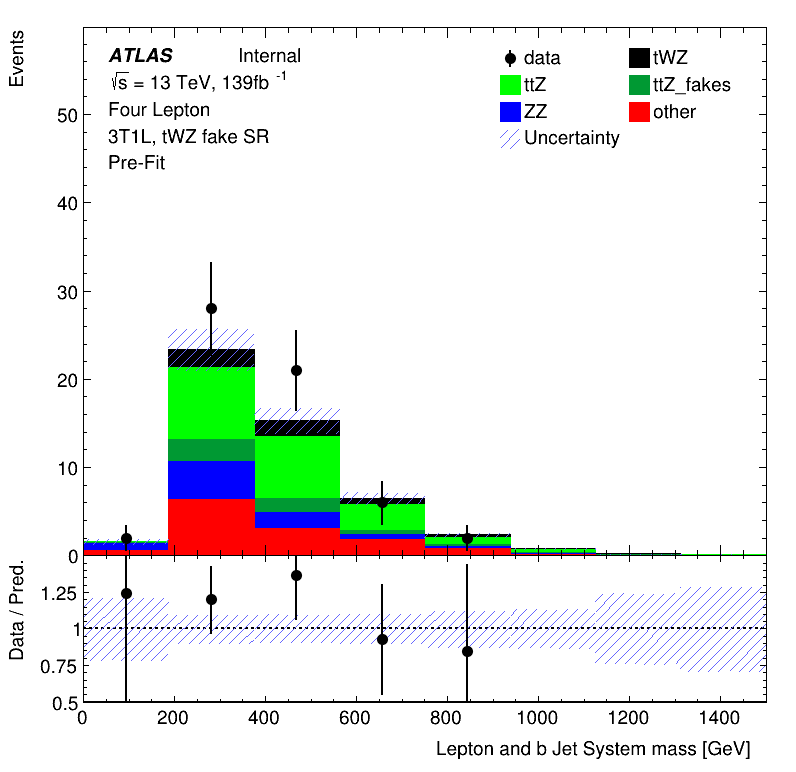 Events
ATLAS Internal
√s = 13 TeV, 139fb -1
Four Lepton
3T1L, tWZ fake SR
Pre-Fit
data tWZ
ttZ ttZ_fakes
ZZ other
Uncertainty
50
40
30
20
10
0
Data / Pred.
1.25
1
0.75
0.5
0 200 400 600 800 1000 1200 1400
Lepton and b Jet System mass [GeV]